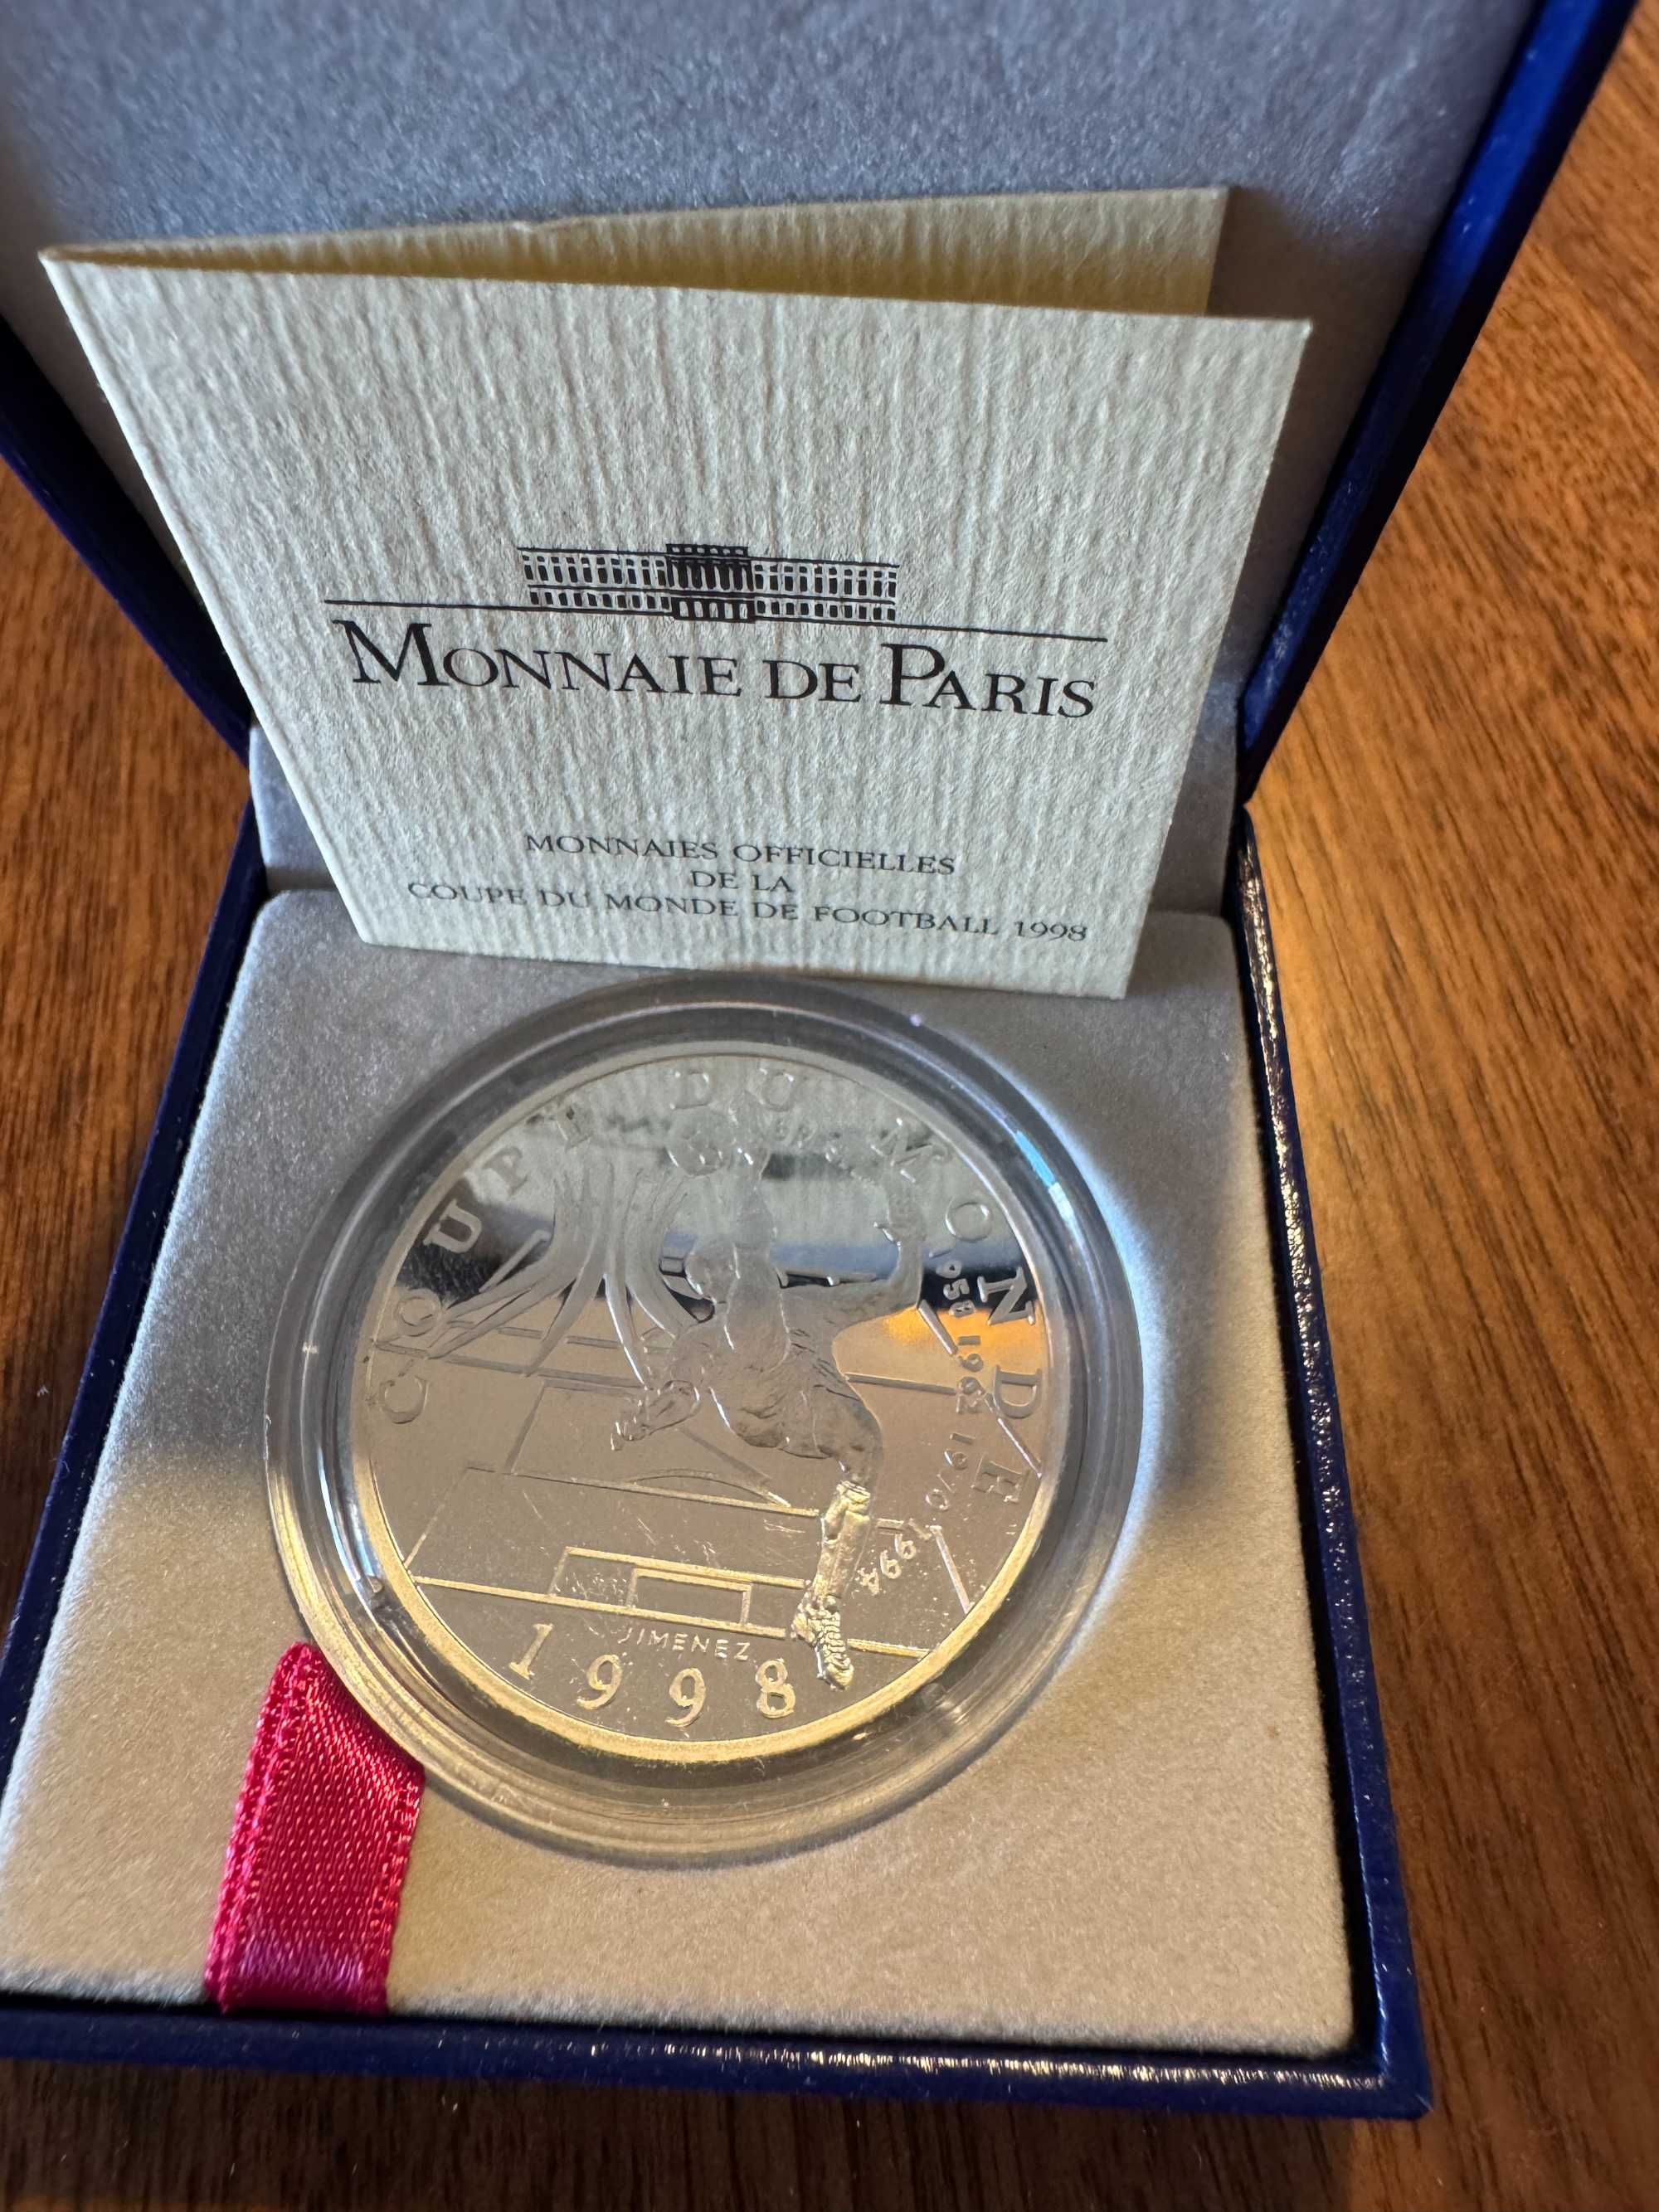 MONNAIE DE PARIS
MONNAIES OFFICIELLES
DE LA
COUPE DU MONDE DE FOOTBALL 1998
COUPE DU MONDE
1958 1962 1970 1994
JIMENEZ
1998